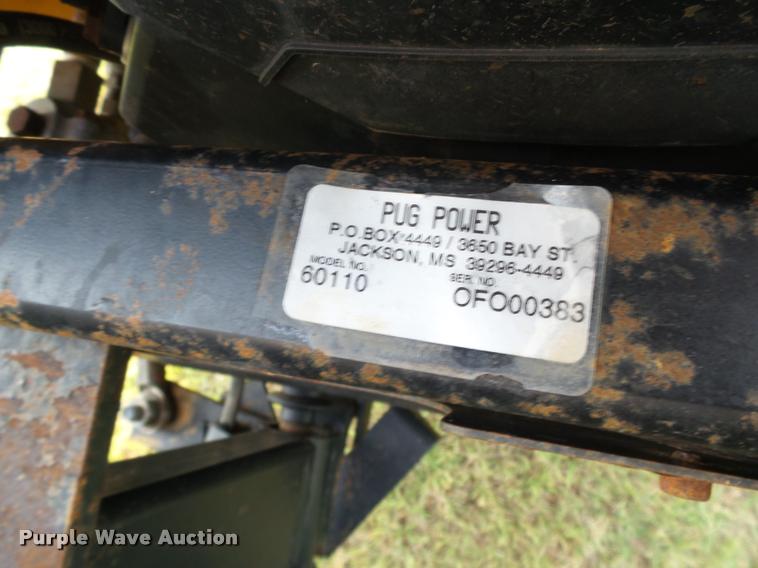 PUG POWER
P.O.BOX 4449 / 3650 BAY ST.
JACKSON, MS 39296-4449
MODEL NO. SER. NO.
60110 OFO00383
Purple Wave Auction